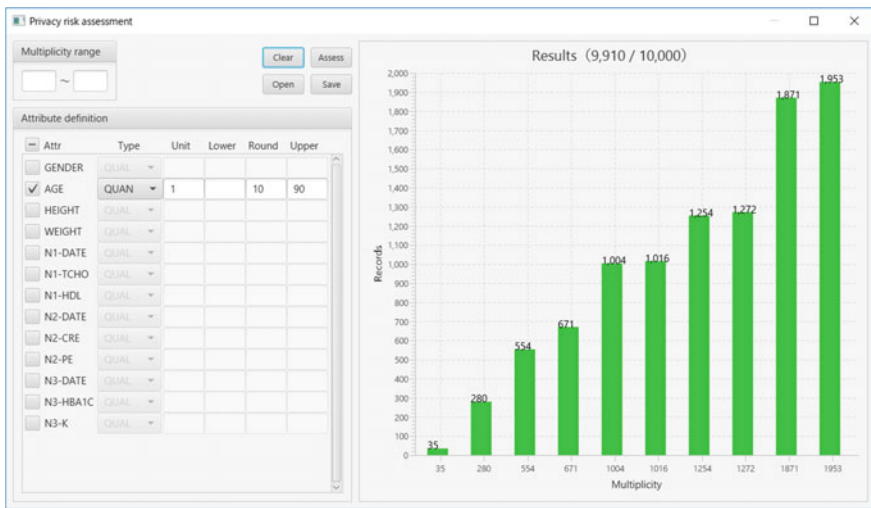 Privacy risk assessment
Multiplicity range
~
Clear Assess
Open Save
Attribute definition
Attr Type Unit Lower Round Upper
GENDER QUAL
AGE QUAN 1 10 90
HEIGHT QUAL
WEIGHT QUAL
N1-DATE QUAL
N1-TCHO QUAL
N1-HDL QUAL
N2-DATE QUAL
N2-CRE QUAL
N2-PE QUAL
N3-DATE QUAL
N3-HBA1C QUAL
N3-K QUAL
Results (9,910 / 10,000)
2,000
1,900
1,800
1,700
1,600
1,500
1,400
1,300
1,200
1,100
1,000
900
800
700
600
500
400
300
200
100
0
Records
35
280
554
671
1,004
1,016
1,254
1,272
1,871
1,953
35 280 554 671 1004 1016 1254 1272 1871 1953
Multiplicity